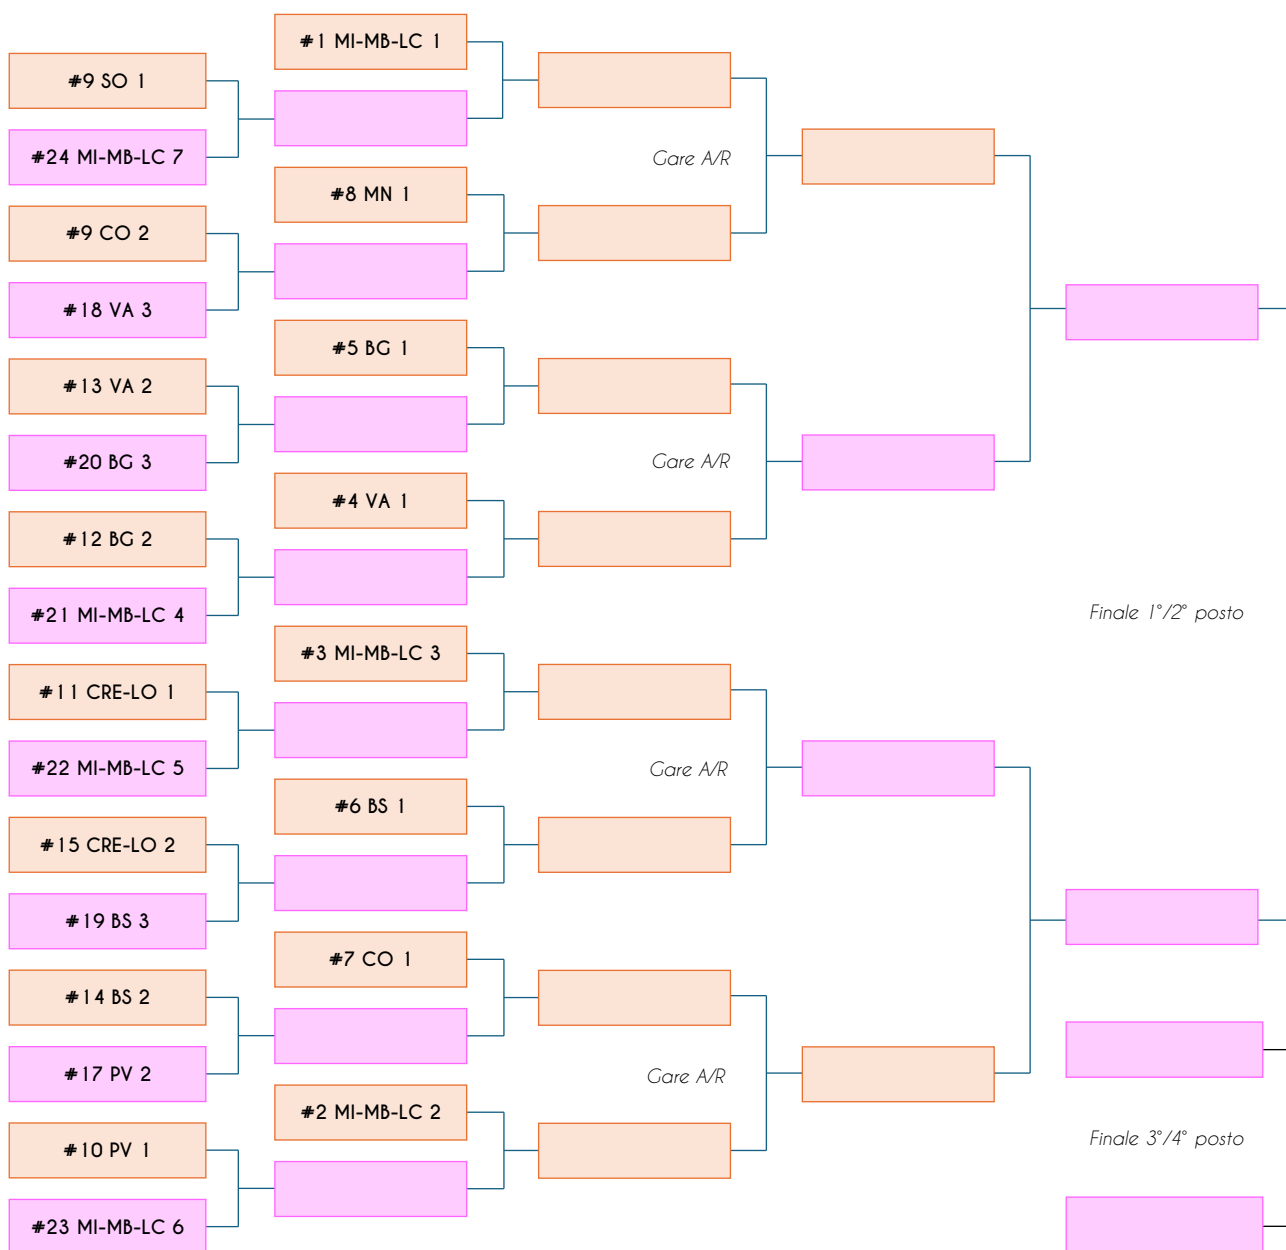 #1 MI-MB-LC 1
#9 SO 1
#24 MI-MB-LC 7
Gare A/R
#8 MN 1
#9 CO 2
#18 VA 3
#5 BG 1
#13 VA 2
#20 BG 3
Gare A/R
#4 VA 1
#12 BG 2
#21 MI-MB-LC 4
Finale 1°/2° posto
#3 MI-MB-LC 3
#11 CRE-LO 1
#22 MI-MB-LC 5
Gare A/R
#6 BS 1
#15 CRE-LO 2
#19 BS 3
#7 CO 1
#14 BS 2
#17 PV 2
Gare A/R
#2 MI-MB-LC 2
#10 PV 1
Finale 3°/4° posto
#23 MI-MB-LC 6